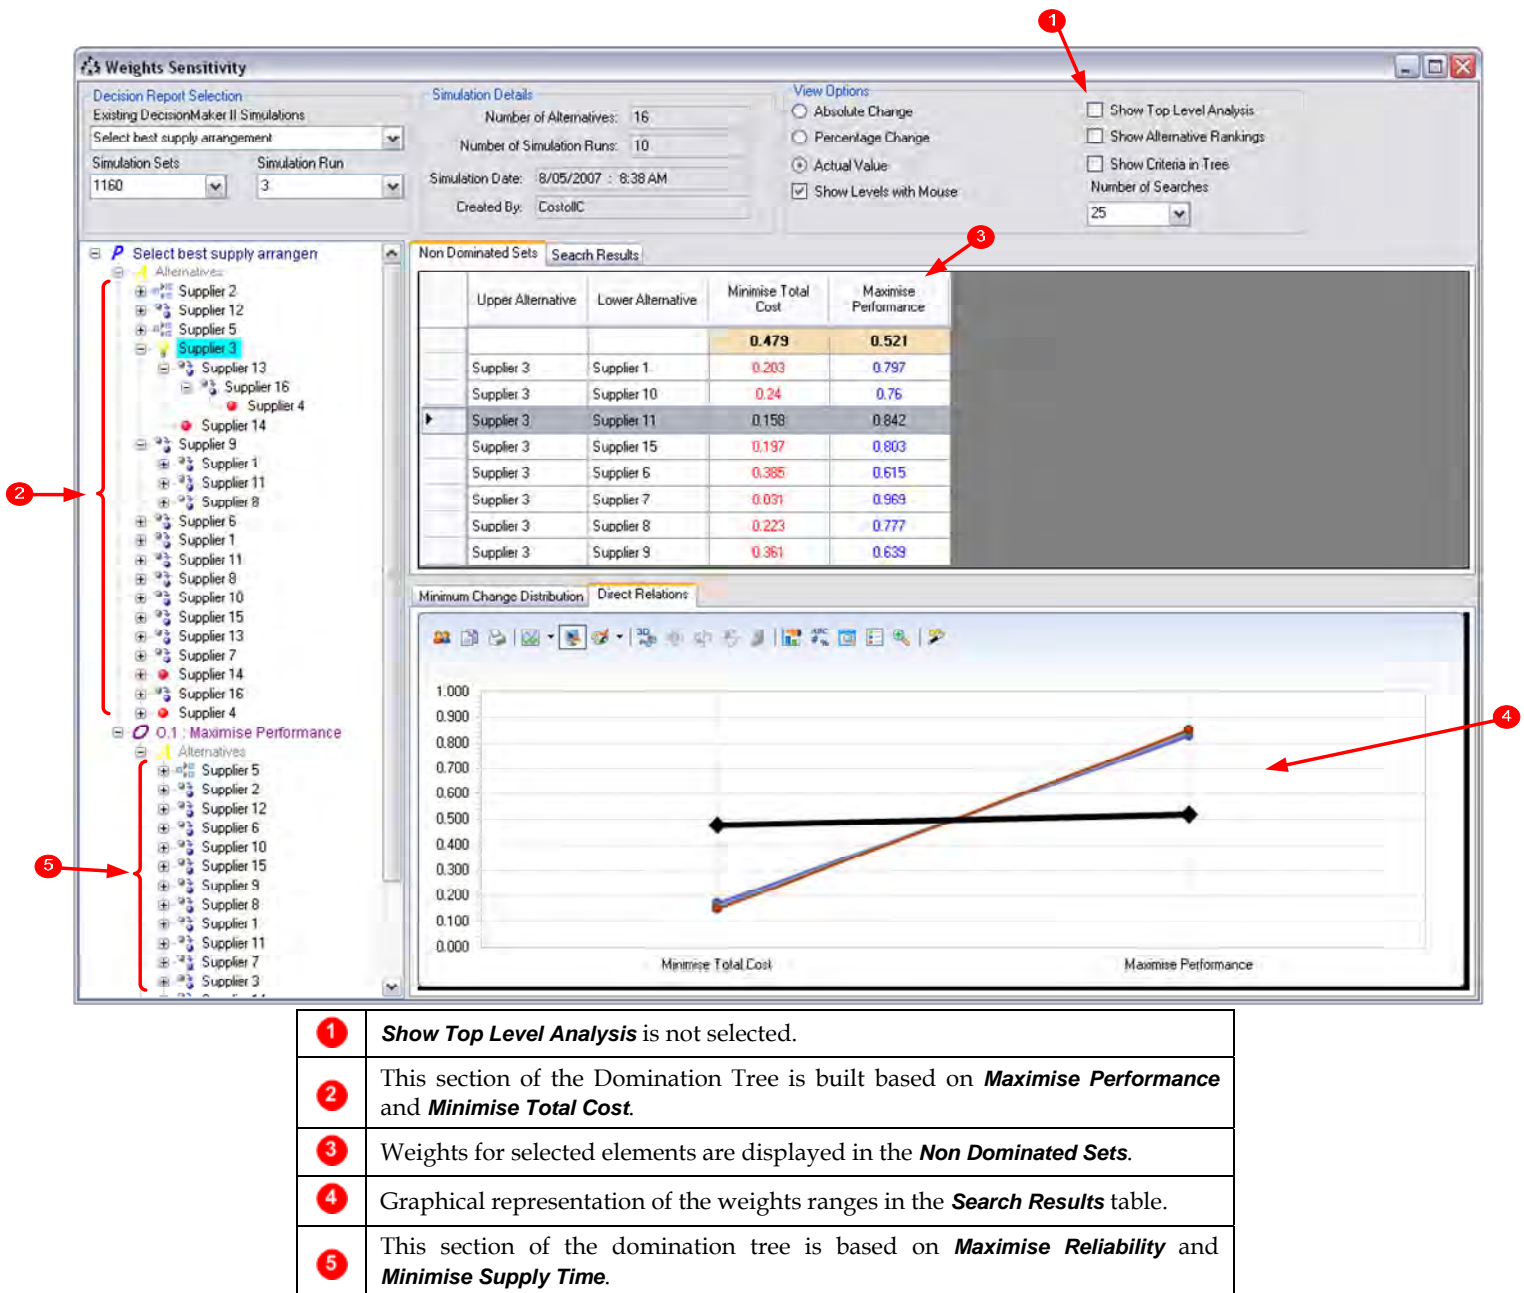 1
Weights Sensitivity
Decision Report Selection
Existing DecisionMaker II Simulations
Select best supply arrangement
Simulation Sets Simulation Run
1160 3
Simulation Details
Number of Alternatives: 16
Number of Simulation Runs: 10
Simulation Date: 8/05/2007 : 8:38 AM
Created By: CostollC
View Options
Absolute Change
Percentage Change
Actual Value
Show Levels with Mouse
Show Top Level Analysis
Show Alternative Rankings
Show Criteria in Tree
Number of Searches
25
P Select best supply arrangen
Alternatives
Supplier 2
Supplier 12
Supplier 5
Supplier 3
Supplier 13
Supplier 16
Supplier 4
Supplier 14
Supplier 9
Supplier 1
Supplier 11
Supplier 8
Supplier 6
Supplier 1
Supplier 11
Supplier 8
Supplier 10
Supplier 15
Supplier 13
Supplier 7
Supplier 14
Supplier 16
Supplier 4
O.1 : Maximise Performance
Alternatives
Supplier 5
Supplier 2
Supplier 12
Supplier 6
Supplier 10
Supplier 15
Supplier 9
Supplier 8
Supplier 1
Supplier 11
Supplier 7
Supplier 3
2
5
Non Dominated Sets Seacrh Results
3
Upper Alternative Lower Alternative Minimise Total Cost Maximise Performance
0.479 0.521
Supplier 3 Supplier 1 0.203 0.797
Supplier 3 Supplier 10 0.24 0.76
Supplier 3 Supplier 11 0.158 0.842
Supplier 3 Supplier 15 0.197 0.803
Supplier 3 Supplier 6 0.385 0.615
Supplier 3 Supplier 7 0.031 0.969
Supplier 3 Supplier 8 0.223 0.777
Supplier 3 Supplier 9 0.361 0.639
Minimum Change Distribution Direct Relations
3D ABC
1.000
0.900
0.800
0.700
0.600
0.500
0.400
0.300
0.200
0.100
0.000
Minimise Total Cost Maximise Performance
4
1 Show Top Level Analysis is not selected.
2 This section of the Domination Tree is built based on Maximise Performance
and Minimise Total Cost.
3 Weights for selected elements are displayed in the Non Dominated Sets.
4 Graphical representation of the weights ranges in the Search Results table.
5 This section of the domination tree is based on Maximise Reliability and
Minimise Supply Time.